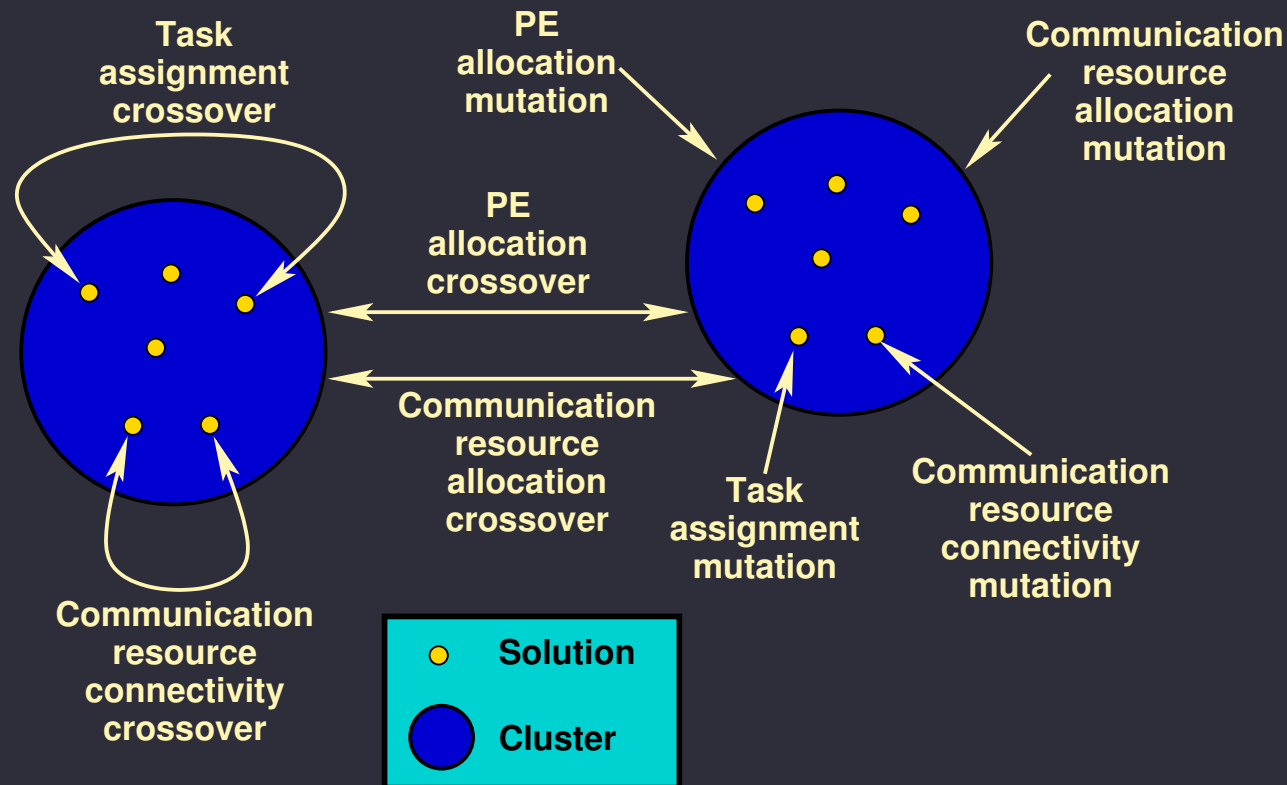 Task
assignment
crossover
PE
allocation
mutation
Communication
resource
allocation
mutation
PE
allocation
crossover
Communication
resource
allocation
crossover
Task
assignment
mutation
Communication
resource
connectivity
mutation
Communication
resource
connectivity
crossover
Solution
Cluster